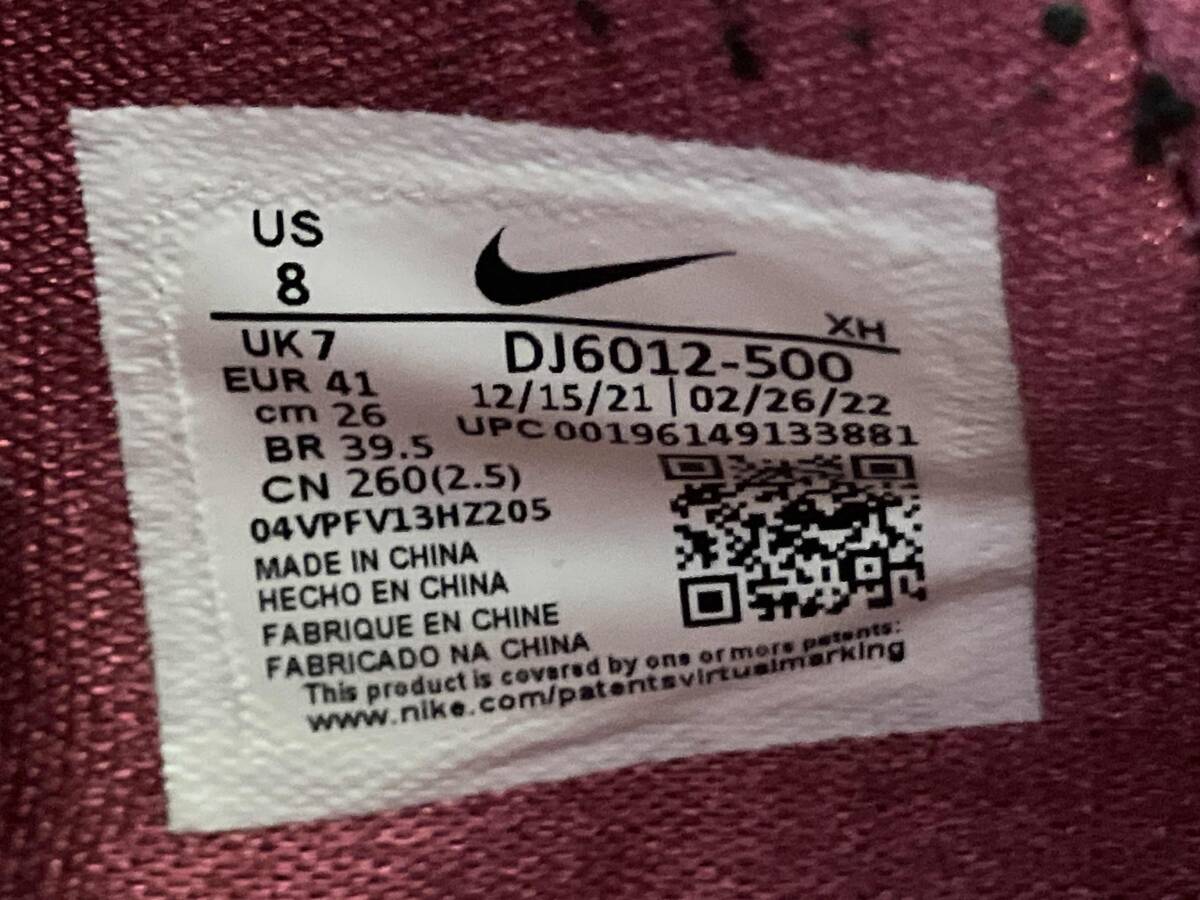 US
8
XH
UK 7
DJ6012-500
EUR 41
12/15/21 | 02/26/22
cm 26
UPC 00196149133881
BR 39.5
CN 260(2.5)
04VPFV13HZ205
MADE IN CHINA
HECHO EN CHINA
FABRIQUE EN CHINE
FABRICADO NA CHINA
This product is covered by one or more patents:
www.nike.com/patentsvirtualmarking